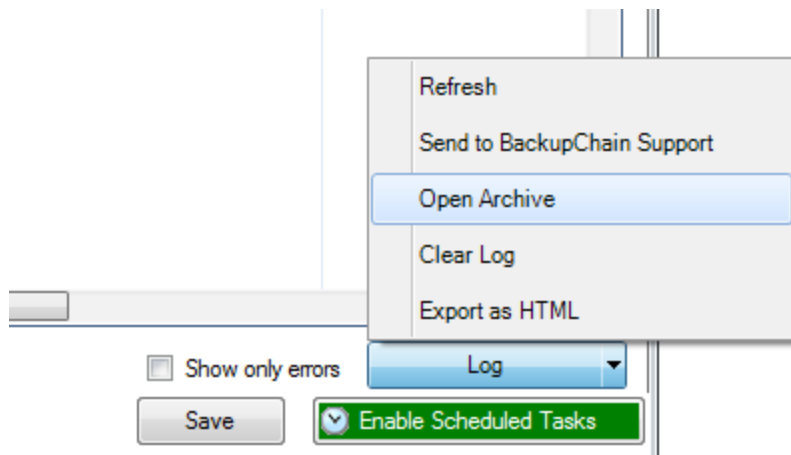 Refresh
Send to BackupChain Support
Open Archive
Clear Log
Export as HTML
Show only errors
Log
Save
Enable Scheduled Tasks